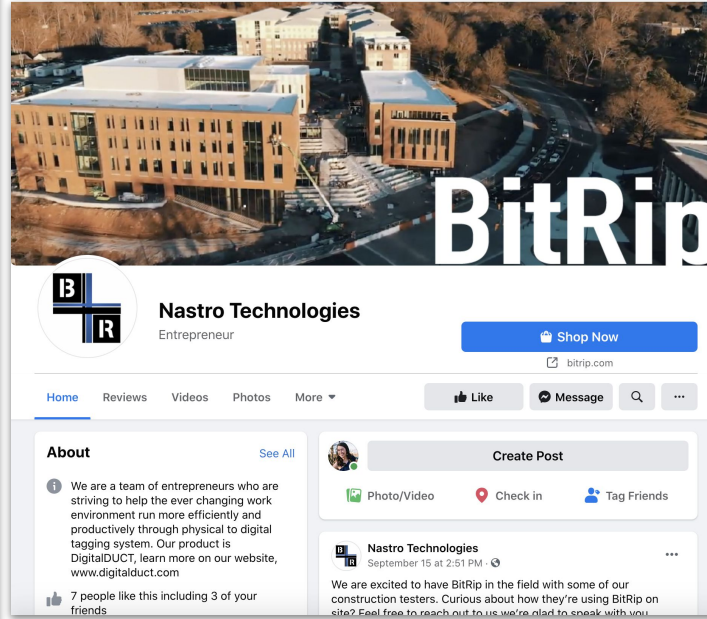 BitRip
B
R
Nastro Technologies
Entrepreneur
Shop Now
bitrip.com
Home Reviews Videos Photos More
Like Message
About See All
We are a team of entrepreneurs who are
striving to help the ever changing work
environment run more efficiently and
productively through physical to digital
tagging system. Our product is
DigitalDUCT, learn more on our website,
www.digitalduct.com
7 people like this including 3 of your
friends
Create Post
Photo/Video Check in Tag Friends
B
R
Nastro Technologies
September 15 at 2:51 PM ·
We are excited to have BitRip in the field with some of our
construction testers. Curious about how they're using BitRip on
site? Feel free to reach out to us we're glad to speak with you